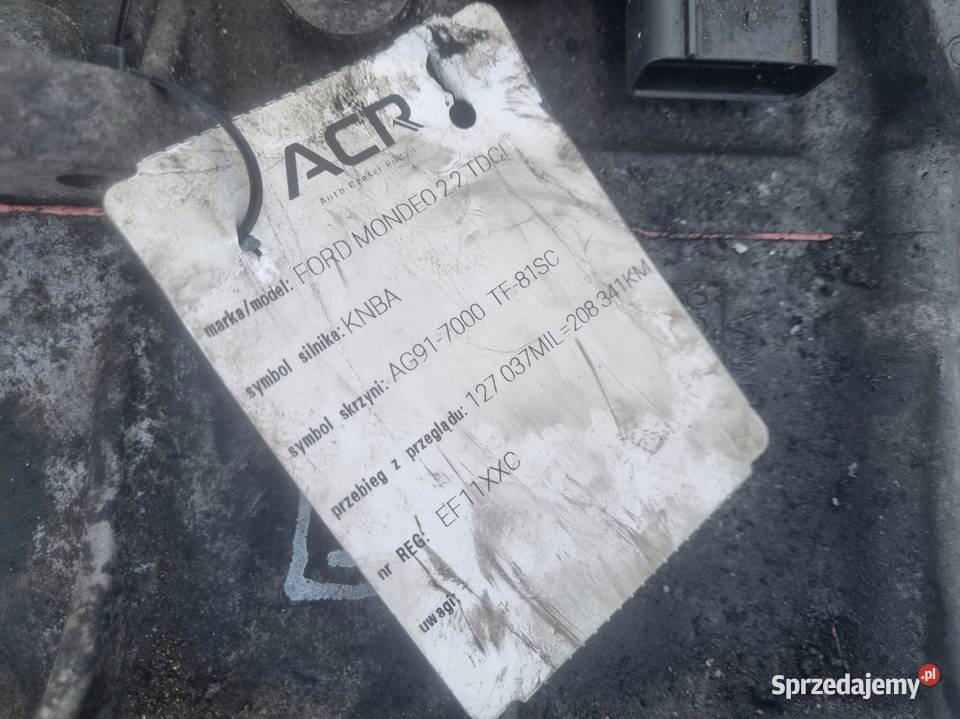 ACR
Auto Części Radzyń
marka/model: FORD MONDEO 2.2 TDCI
symbol silnika: KNBA
symbol skrzyni: AG91-7000 TF-81SC
przebieg z przeglądu: 127 037MIL=208 341KM
nr REG: EF11XXC
uwagi:
Sprzedajemy.pl